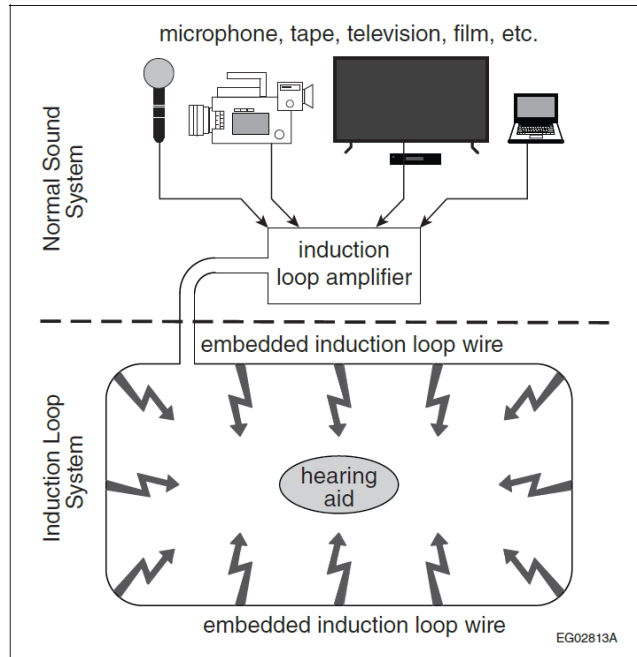 microphone, tape, television, film, etc.
Normal Sound
System
induction
loop amplifier
embedded induction loop wire
Induction Loop
System
hearing
aid
embedded induction loop wire
EG02813A